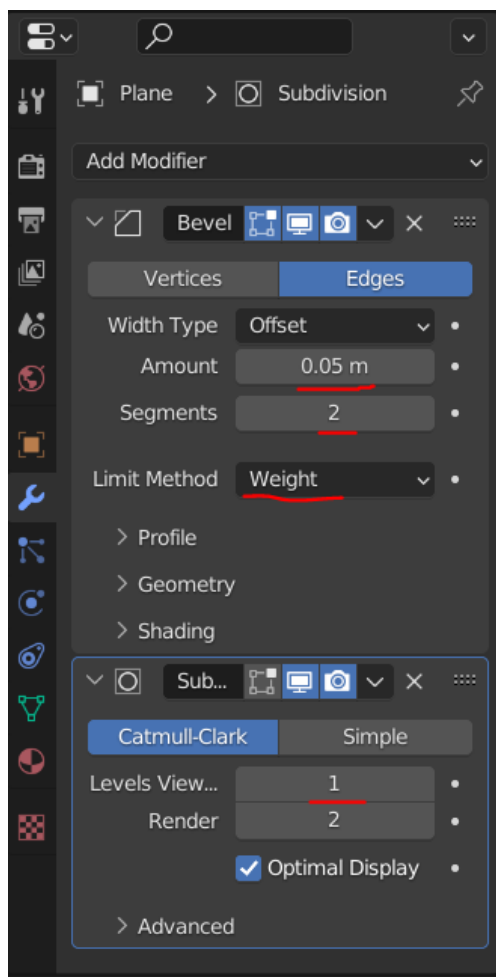 Plane > Subdivision
Add Modifier
Bevel
Vertices Edges
Width Type Offset
Amount 0.05 m
Segments 2
Limit Method Weight
> Profile
> Geometry
> Shading
Sub...
Catmull-Clark Simple
Levels View... 1
Render 2
Optimal Display
> Advanced